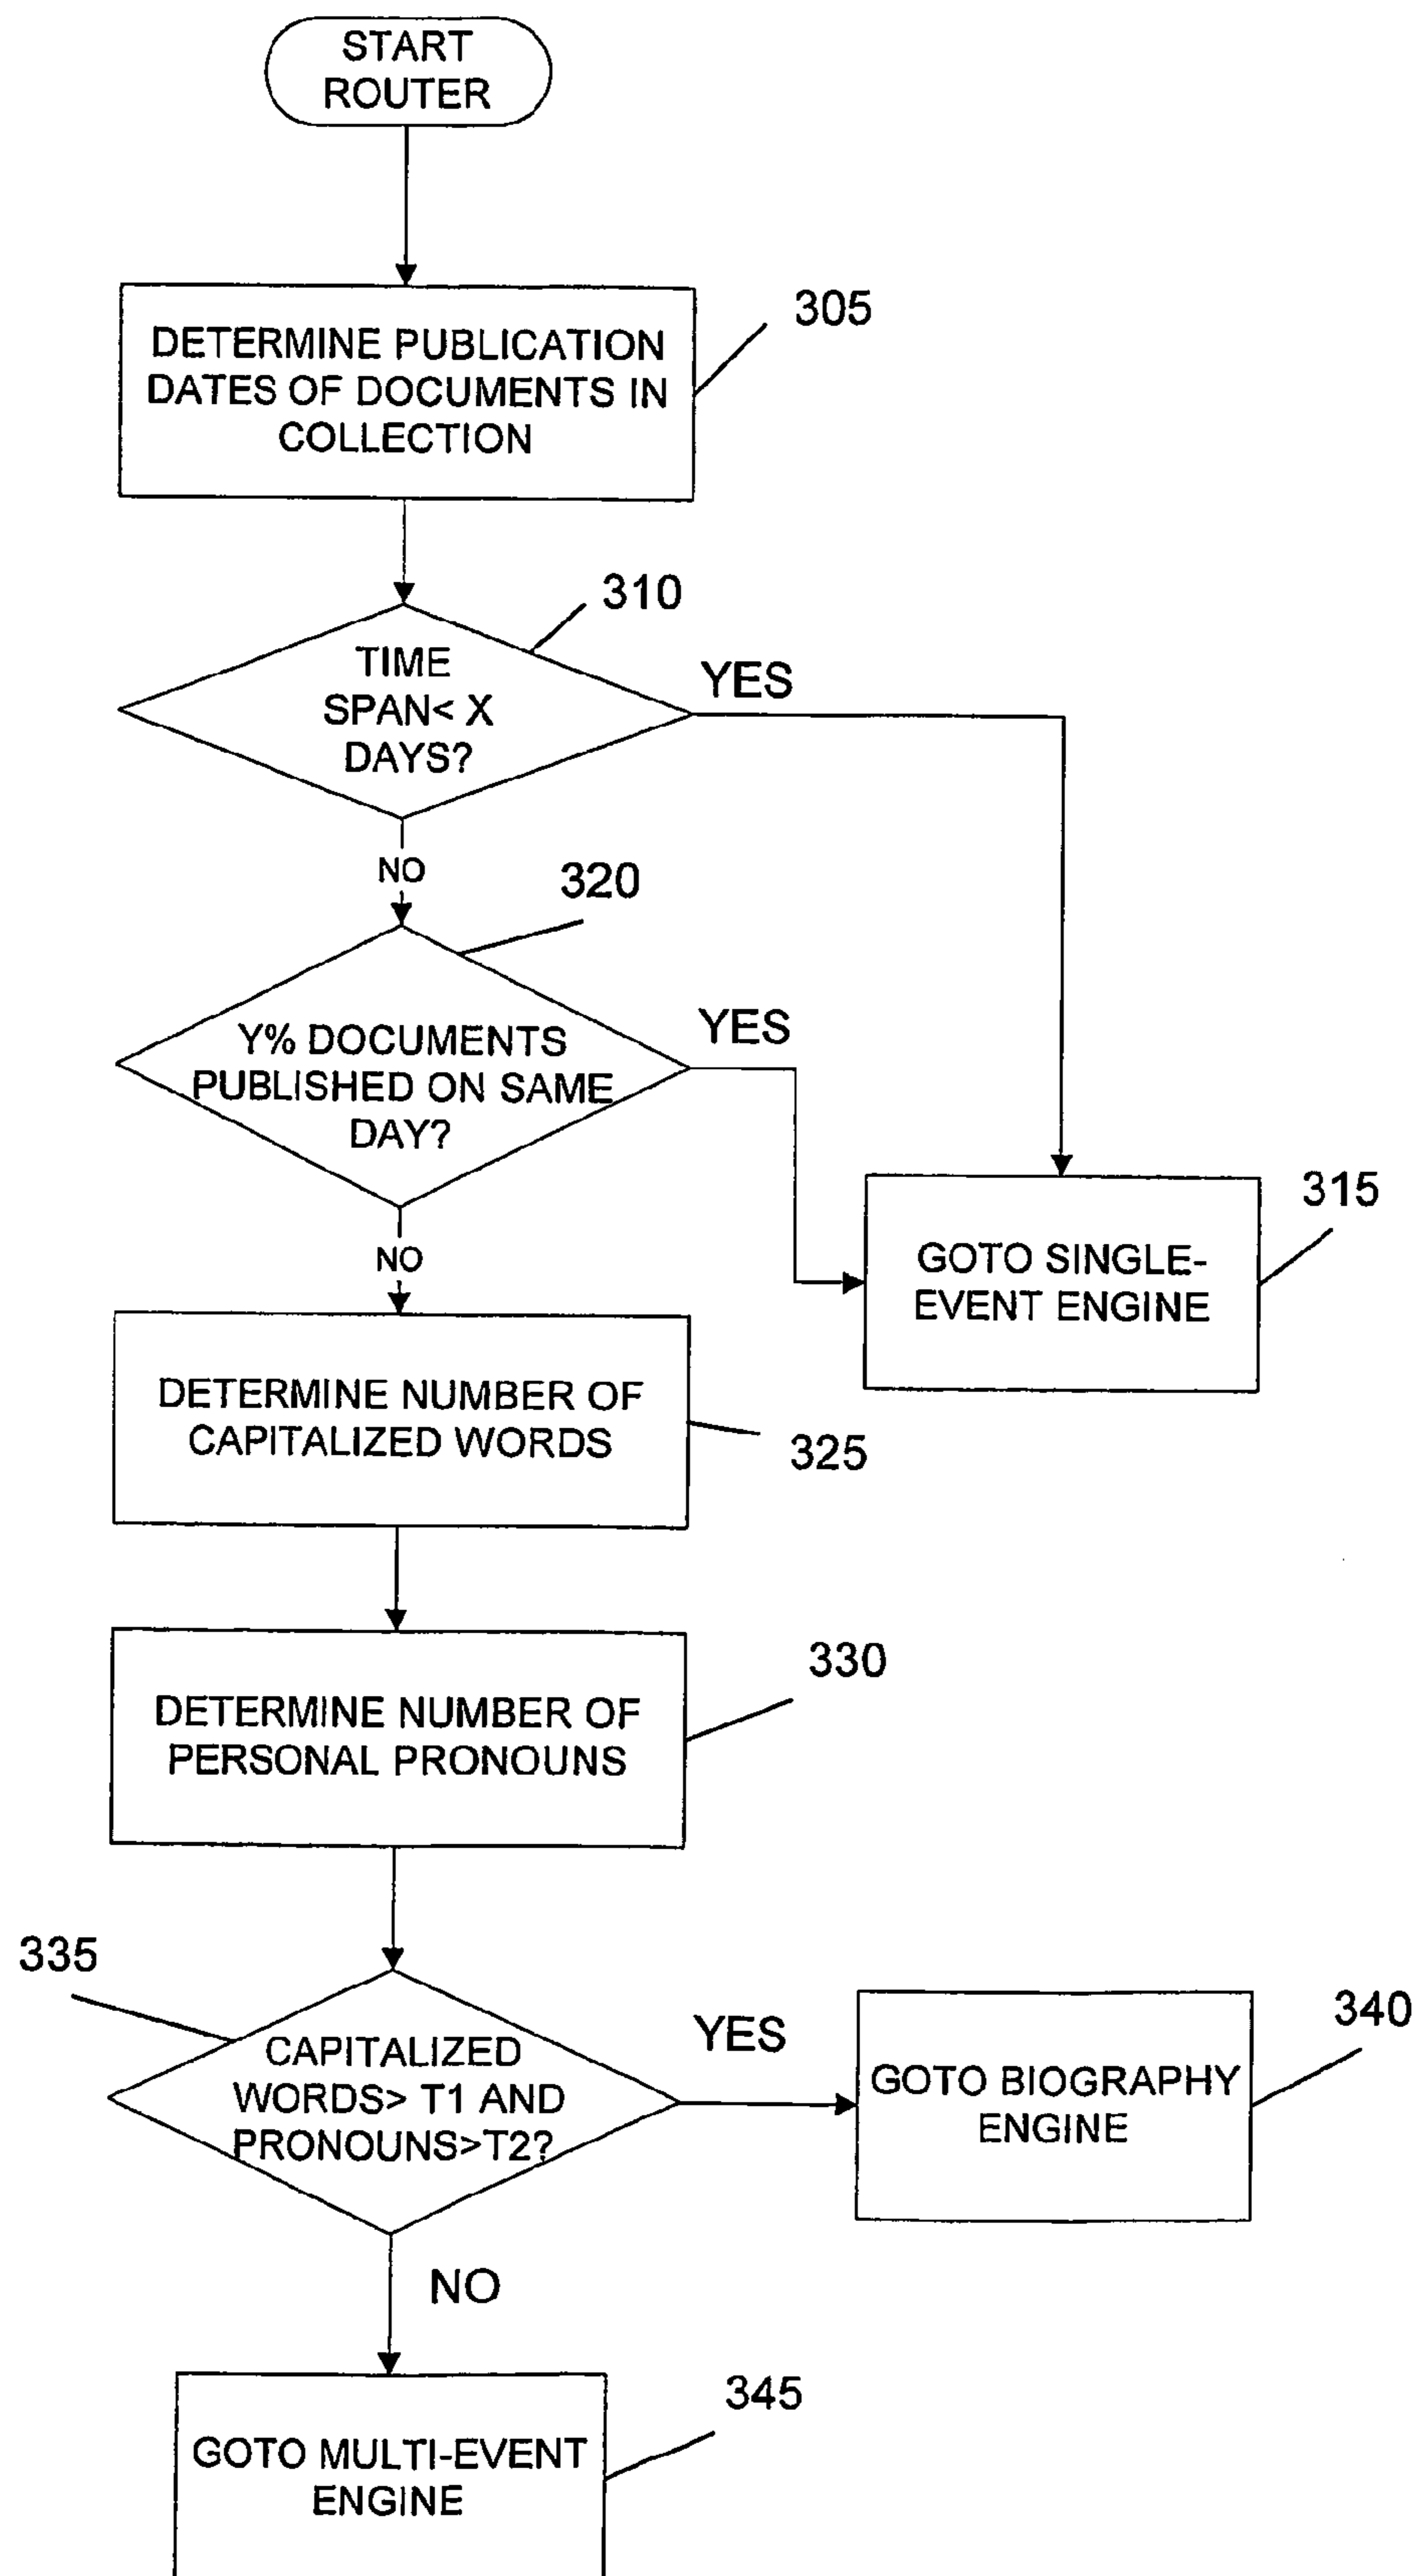 START
ROUTER
305
DETERMINE PUBLICATION
DATES OF DOCUMENTS IN
COLLECTION
310
TIME
SPAN< X
DAYS?
YES
NO
320
Y% DOCUMENTS
PUBLISHED ON SAME
DAY?
YES
315
GOTO SINGLE-
EVENT ENGINE
NO
DETERMINE NUMBER OF
CAPITALIZED WORDS
325
330
DETERMINE NUMBER OF
PERSONAL PRONOUNS
335
CAPITALIZED
WORDS> T1 AND
PRONOUNS>T2?
YES
340
GOTO BIOGRAPHY
ENGINE
NO
345
GOTO MULTI-EVENT
ENGINE